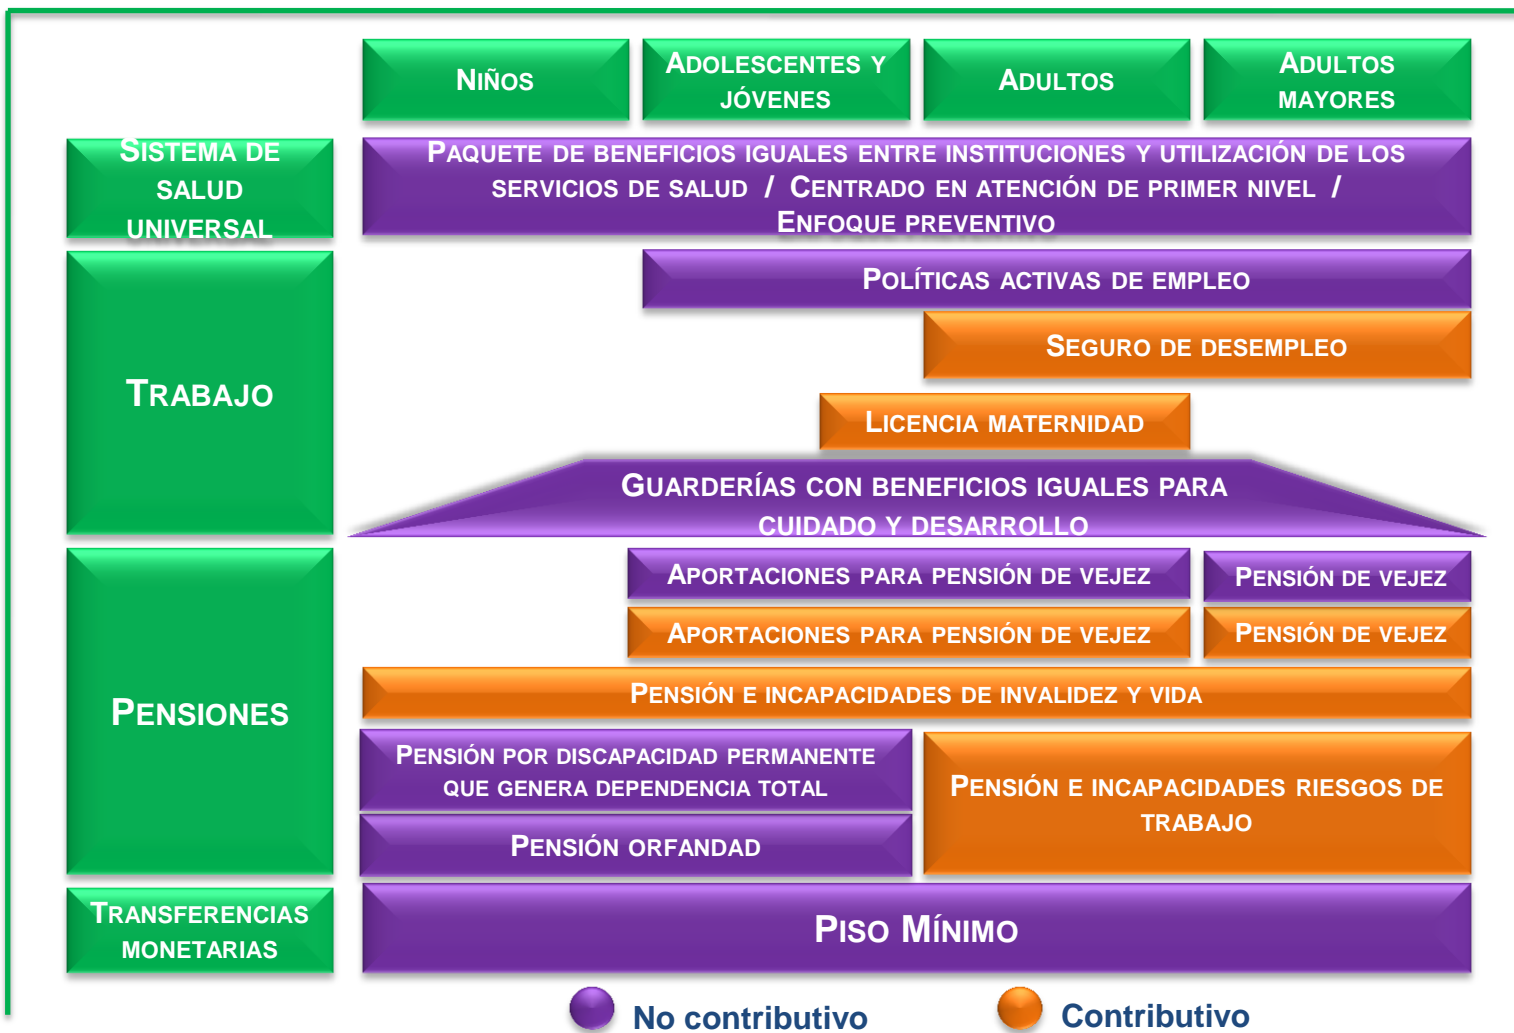 NIÑOS
ADOLESCENTES Y
JÓVENES
ADULTOS
ADULTOS
MAYORES
SISTEMA DE
SALUD
UNIVERSAL
PAQUETE DE BENEFICIOS IGUALES ENTRE INSTITUCIONES Y UTILIZACIÓN DE LOS
SERVICIOS DE SALUD / CENTRADO EN ATENCIÓN DE PRIMER NIVEL /
ENFOQUE PREVENTIVO
TRABAJO
POLÍTICAS ACTIVAS DE EMPLEO
SEGURO DE DESEMPLEO
LICENCIA MATERNIDAD
GUARDERÍAS CON BENEFICIOS IGUALES PARA
CUIDADO Y DESARROLLO
PENSIONES
APORTACIONES PARA PENSIÓN DE VEJEZ
PENSIÓN DE VEJEZ
APORTACIONES PARA PENSIÓN DE VEJEZ
PENSIÓN DE VEJEZ
PENSIÓN E INCAPACIDADES DE INVALIDEZ Y VIDA
PENSIÓN POR DISCAPACIDAD PERMANENTE
QUE GENERA DEPENDENCIA TOTAL
PENSIÓN E INCAPACIDADES RIESGOS DE
TRABAJO
PENSIÓN ORFANDAD
TRANSFERENCIAS
MONETARIAS
PISO MÍNIMO
No contributivo
Contributivo